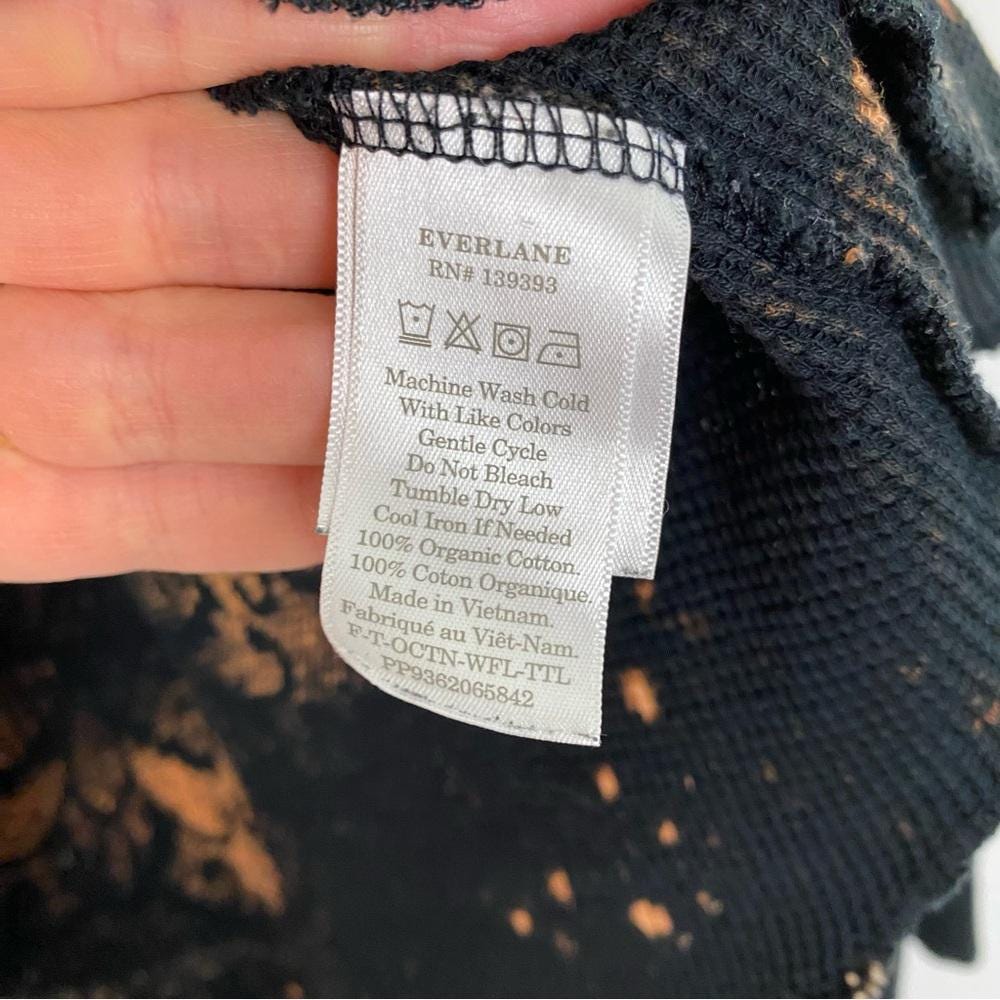 EVERLANE
RN# 139393
Machine Wash Cold
With Like Colors
Gentle Cycle
Do Not Bleach
Tumble Dry Low
Cool Iron If Needed
100% Organic Cotton.
100% Coton Organique.
Made in Vietnam.
Fabriqué au Viêt-Nam.
F-T-OCTN-WFL-TTL
PP9362065842